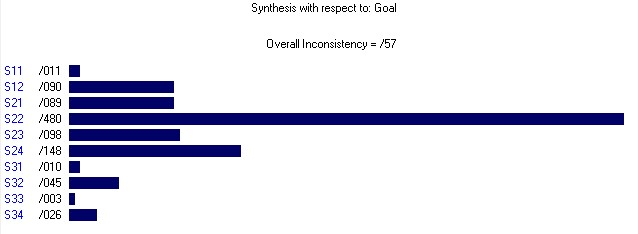 Synthesis with respect to: Goal
Overall Inconsistency = /57
S11 /011
S12 /090
S21 /089
S22 /480
S23 /098
S24 /148
S31 /010
S32 /045
S33 /003
S34 /026